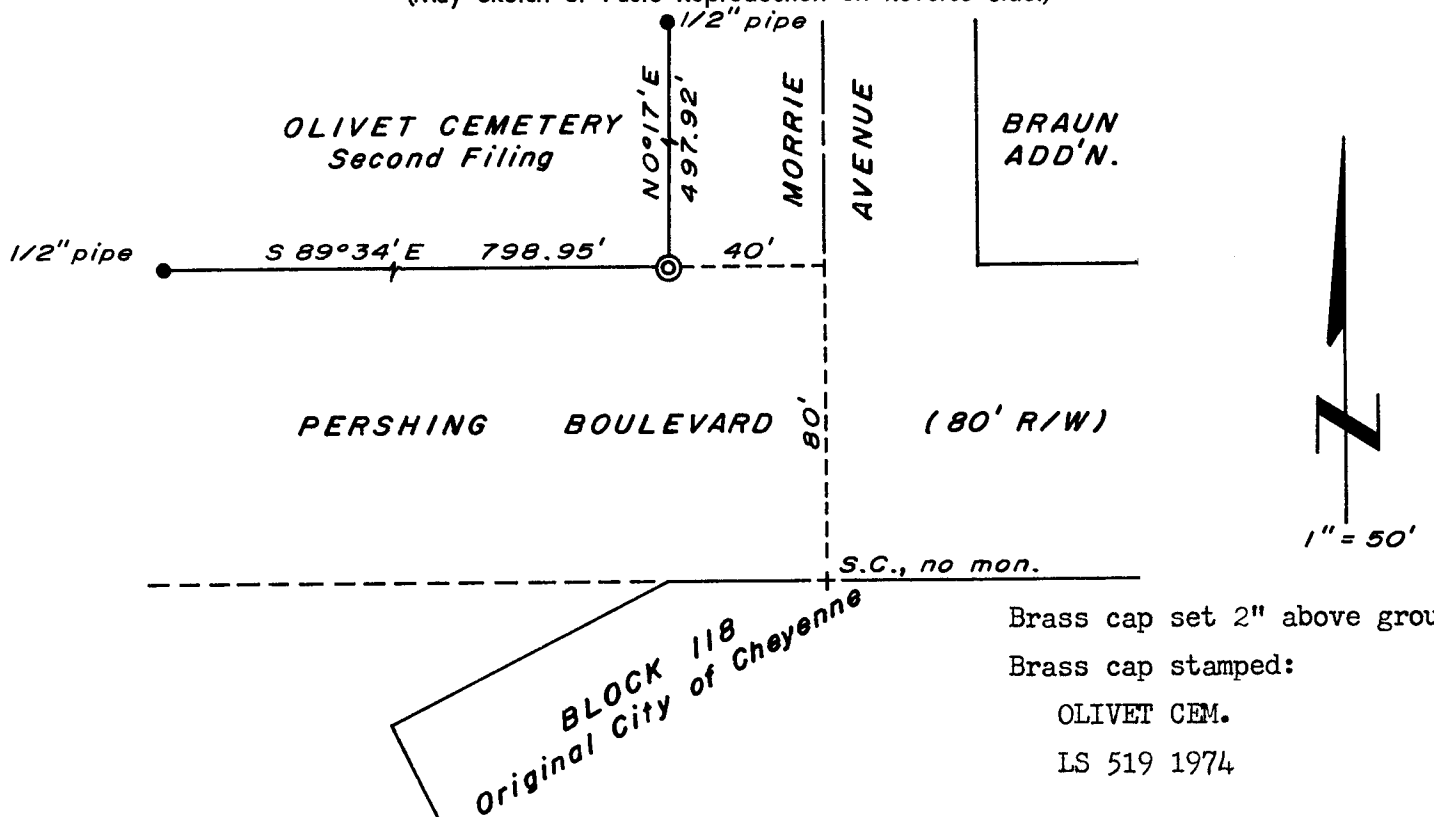 1/2" pipe
OLIVET CEMETERY
Second Filing
N0°17'E
497.92'
MORRIE
AVENUE
BRAUN
ADD'N.
1/2" pipe
S 89°34' E 798.95'
40'
PERSHING BOULEVARD
80'
(80' R/W)
N
1" = 50'
S.C., no mon.
BLOCK 118
Original City of Cheyenne
Brass cap set 2" above
Brass cap stamped:
OLIVET CEM.
LS 519 1974